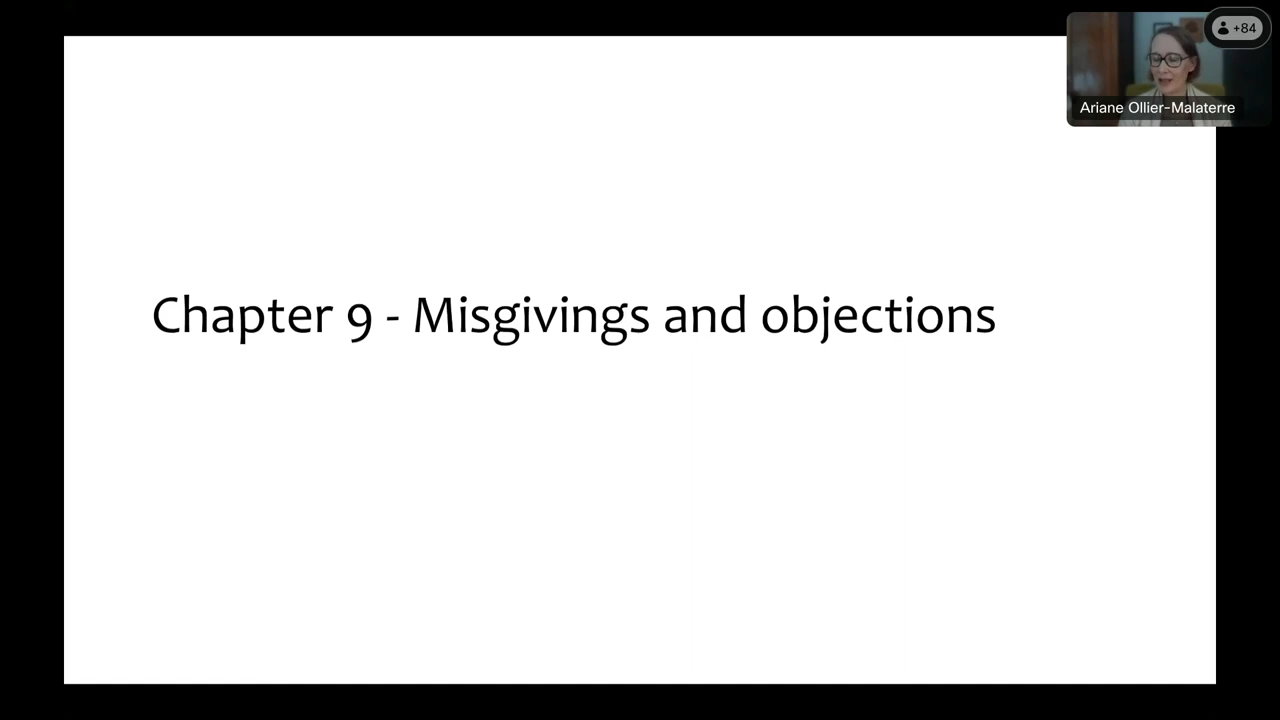 +84
Ariane Ollier-Malaterre
Chapter 9 - Misgivings and objections